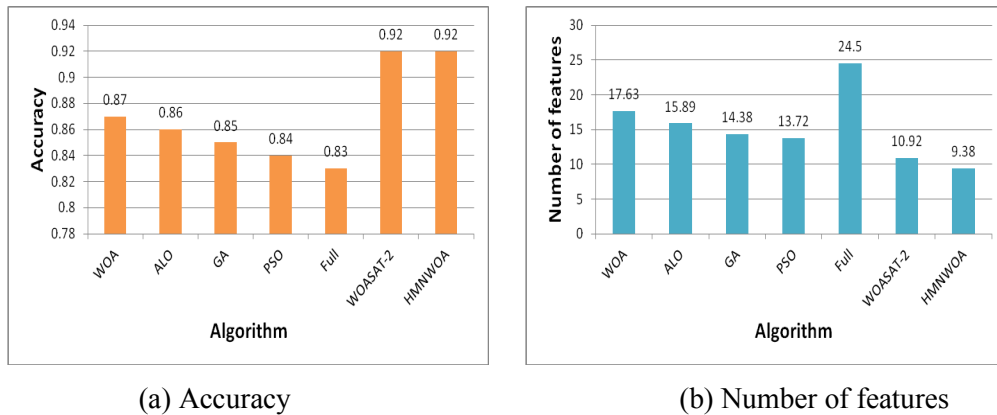 0.94
0.92
0.9
0.88
0.86
0.84
0.82
0.8
0.78
Accuracy
0.87
0.86
0.85
0.84
0.83
0.92
0.92
WOA
ALO
GA
PSO
Full
WOASAT-2
HMNWOA
Algorithm
(a) Accuracy
30
25
20
15
10
5
0
Number of features
17.63
15.89
14.38
13.72
24.5
10.92
9.38
WOA
ALO
GA
PSO
Full
WOASAT-2
HMNWOA
Algorithm
(b) Number of features